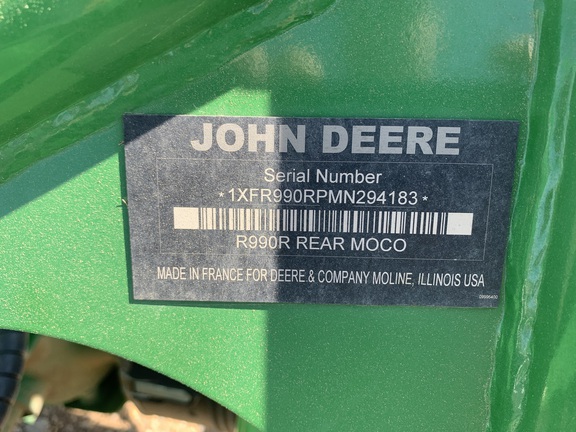 JOHN DEERE
Serial Number
*1XFR990RPMN294183*
R990R REAR MOCO
MADE IN FRANCE FOR DEERE & COMPANY MOLINE, ILLINOIS USA